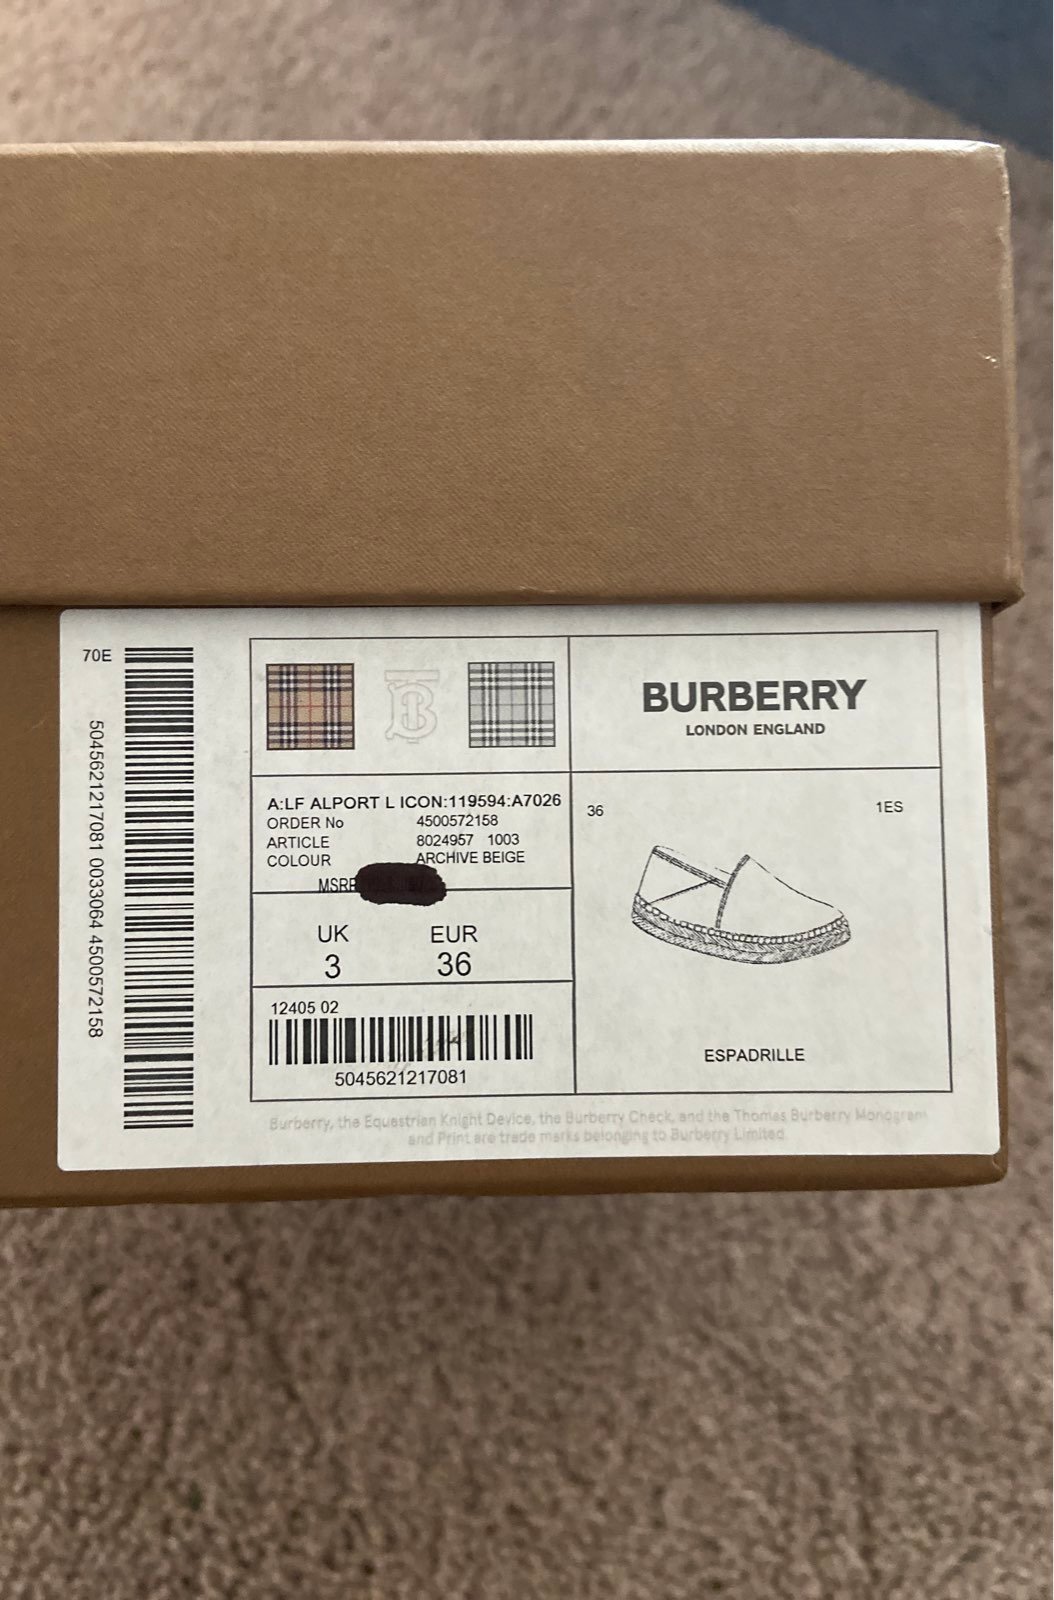 70E
5045621217081 0033064 4500572158
BURBERRY
LONDON ENGLAND
A:LF ALPORT L ICON:119594:A7026
ORDER No 4500572158
ARTICLE 8024957 1003
COLOUR ARCHIVE BEIGE
MSRP
UK EUR
3 36
12405 02
5045621217081
36 1ES
ESPADRILLE
Burberry, the Equestrian Knight Device, the Burberry Check, and the Thomas Burberry Monogram
and Print are trade marks belonging to Burberry Limited